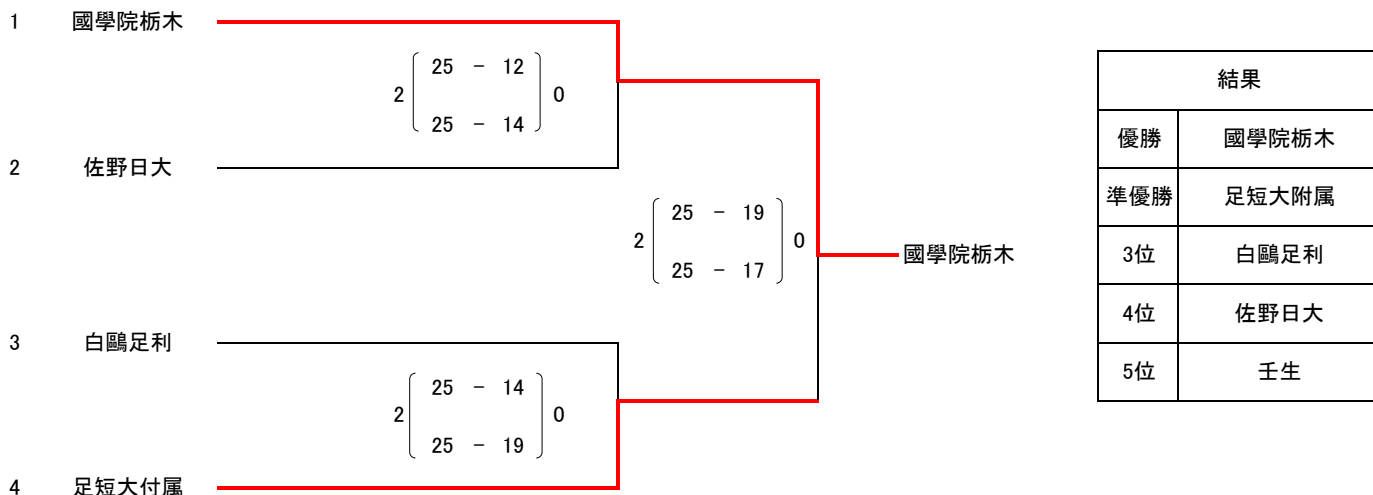 1 國學院栃木
25 － 12
2 0
25 － 14
2 佐野日大
25 － 19
2 0
25 － 17
國學院栃木
3 白鷗足利
25 － 14
2 0
25 － 19
4 足短大付属
結果
優勝 國學院栃木
準優勝 足短大附属
3位 白鷗足利
4位 佐野日大
5位 壬生